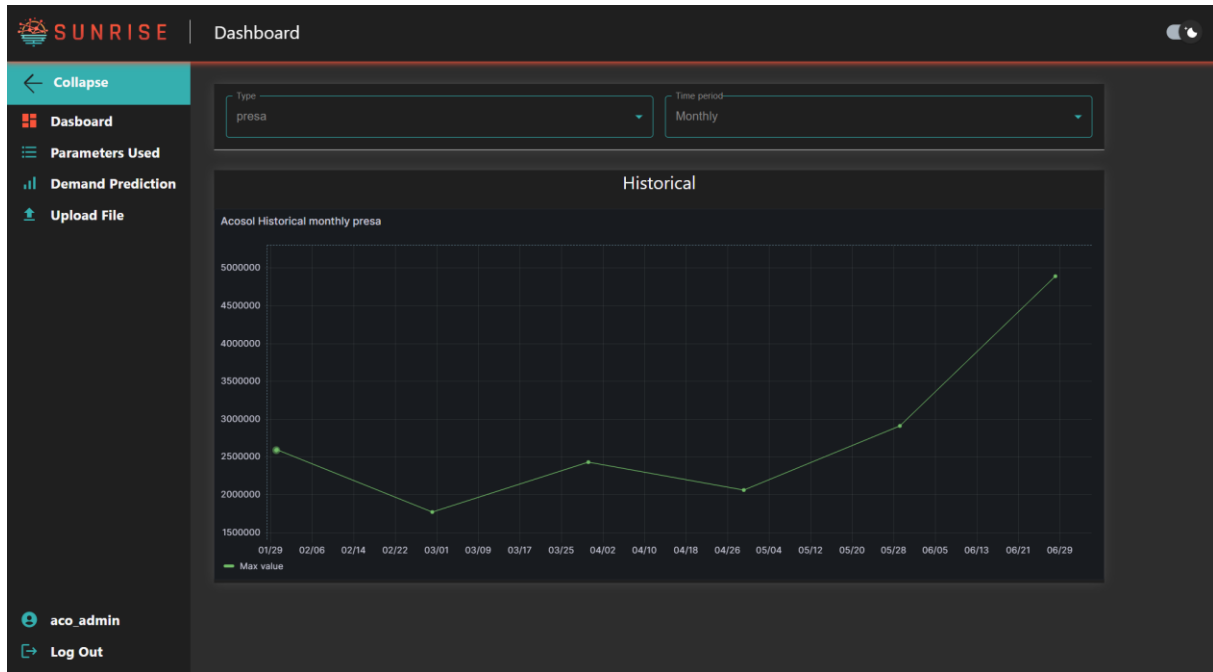 SUNRISE
Dashboard
Collapse
Dasboard
Parameters Used
Demand Prediction
Upload File
Type
presa
Time period
Monthly
Historical
Acosol Historical monthly presa
5000000
4500000
4000000
3500000
3000000
2500000
2000000
1500000
01/29 02/06 02/14 02/22 03/01 03/09 03/17 03/25 04/02 04/10 04/18 04/26 05/04 05/12 05/20 05/28 06/05 06/13 06/21 06/29
Max value
aco_admin
Log Out